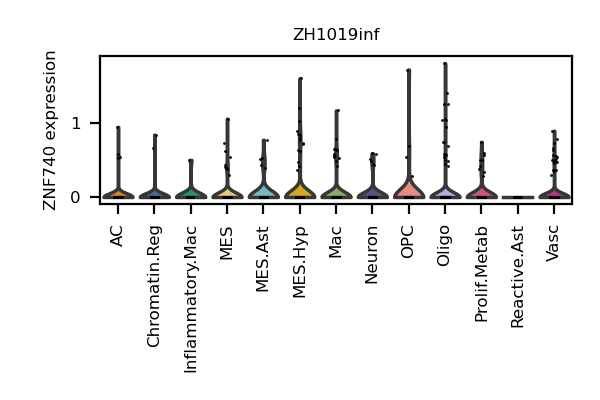 ZH1019inf
ZNF740 expression
1
0
AC
Chromatin.Reg
Inflammatory.Mac
MES
MES.Ast
MES.Hyp
Mac
Neuron
OPC
Oligo
Prolif.Metab
Reactive.Ast
Vasc